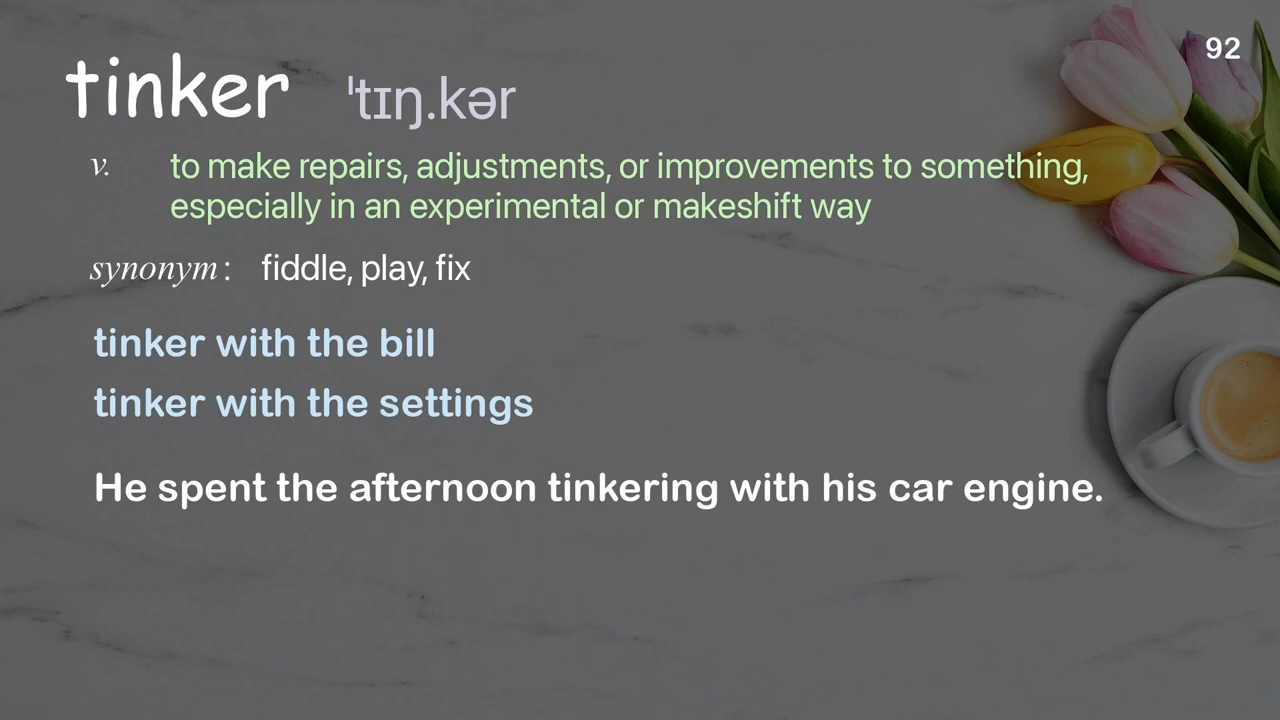 92
tinker ˈtɪŋ.kər
v. to make repairs, adjustments, or improvements to something,
especially in an experimental or makeshift way
synonym: fiddle, play, fix
tinker with the bill
tinker with the settings
He spent the afternoon tinkering with his car engine.